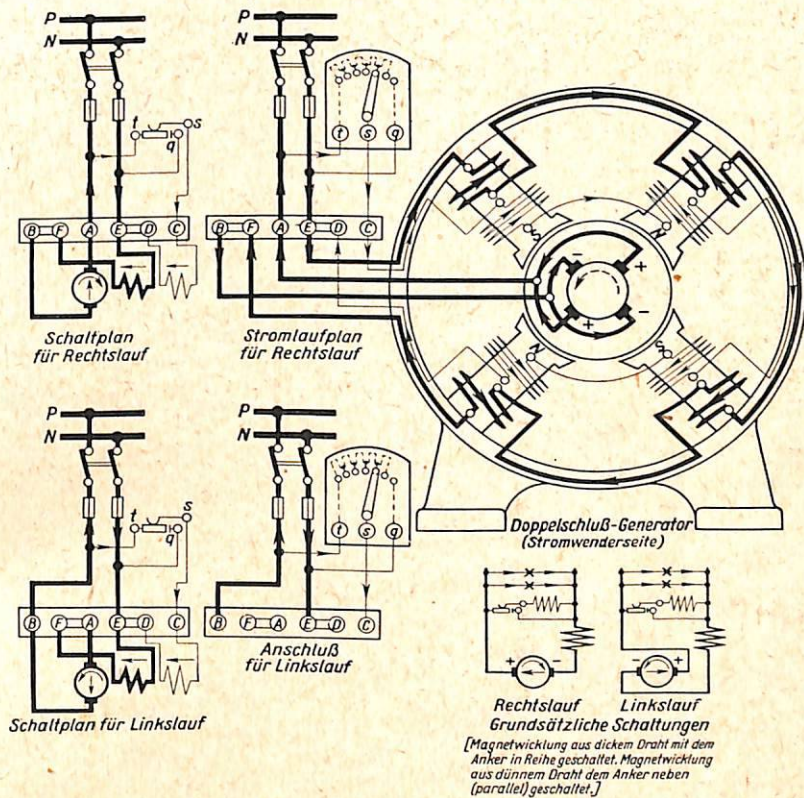 P
N
t
s
q
B F A E D C
Schaltplan
für Rechtslauf
P
N
t s q
B F A E D C
Stromlaufplan
für Rechtslauf
S
N
- +
+ -
N
S
Doppelschluß-Generator
(Stromwenderseite)
P
N
t
s
q
B F A E D C
Schaltplan für Linkslauf
P
N
t s q
B F A E D C
Anschluß
für Linkslauf
+ -
Rechtslauf
- +
Linkslauf
Grundsätzliche Schaltungen
[Magnetwicklung aus dickem Draht mit dem
Anker in Reihe geschaltet. Magnetwicklung
aus dünnem Draht dem Anker neben
(parallel) geschaltet.]